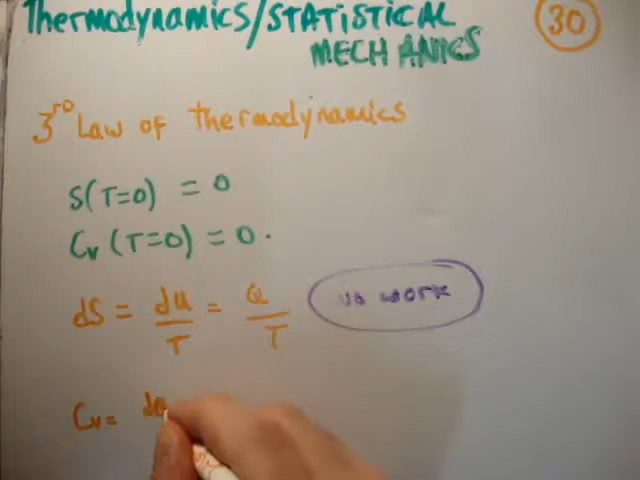 Thermodynamics/STATISTICAL
MECHANICS
30
3rd Law of thermodynamics
S(T=0) = 0
Cv (T=0) = 0.
dS = du/T = Q/T
no work
Cv =